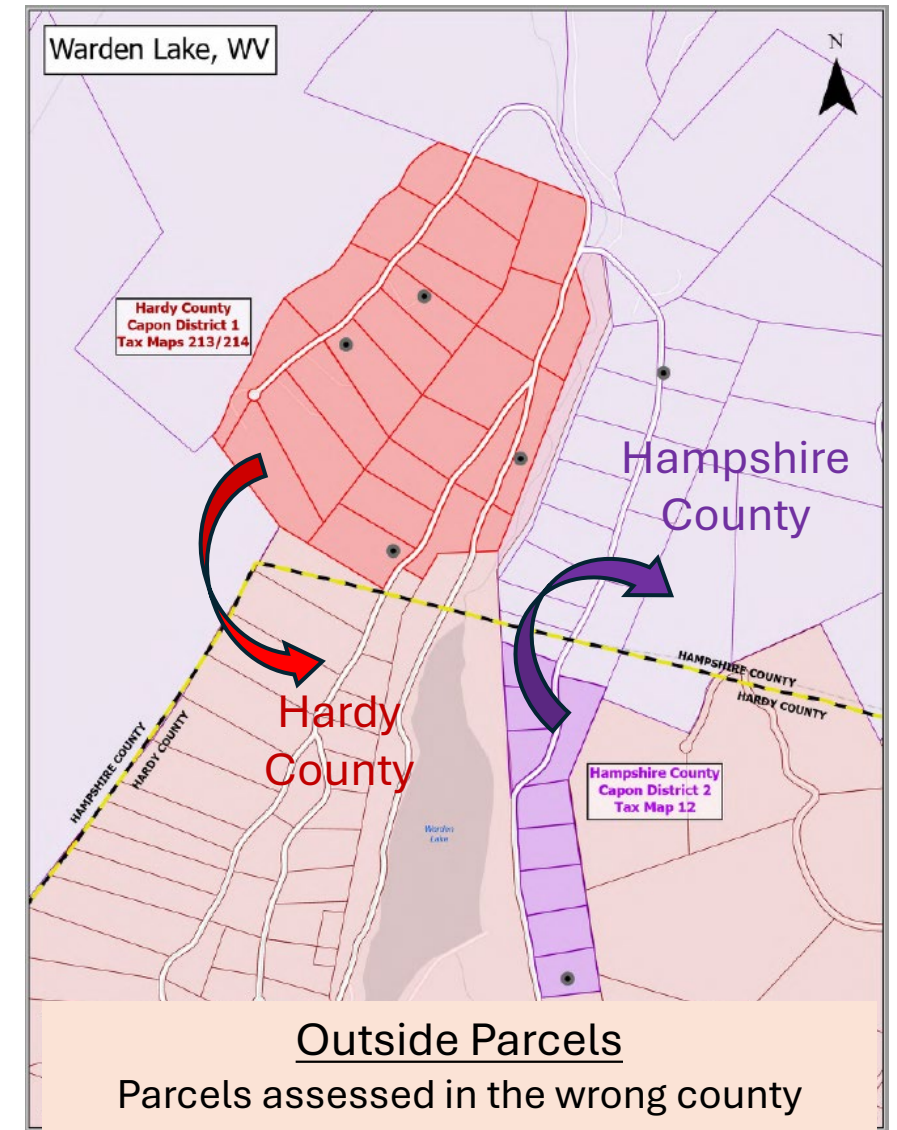 Warden Lake, WV
N
Hardy County
Capon District 1
Tax Maps 213/214
Hampshire
County
HAMPSHIRE COUNTY
HARDY COUNTY
Hardy
County
HAMPSHIRE COUNTY
HARDY COUNTY
Hampshire County
Capon District 2
Tax Map 12
Warden
Lake
Outside Parcels
Parcels assessed in the wrong county